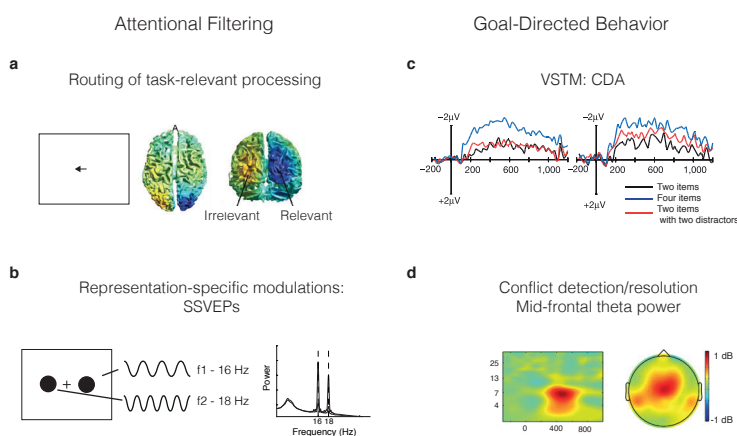 Attentional Filtering
Goal-Directed Behavior
a
Routing of task-relevant processing
A
Irrelevant
Relevant
c
VSTM: CDA
−2µV
−2µV
−200
200
600
1,000
200
600
1,000
−200
+2µV
+2µV
Two items
Four items
Two items
with two distractors
b
Representation-specific modulations:
SSVEPs
+
f1 - 16 Hz
f2 - 18 Hz
Power
16 18
Frequency (Hz)
d
Conflict detection/resolution
Mid-frontal theta power
25
13
7
4
0
400
800
1 dB
-1 dB